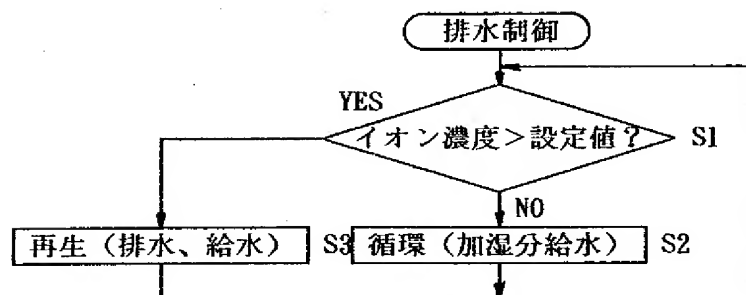 排水制御
YES
イオン濃度>設定値? S1
NO
再生(排水、給水) S3
循環(加湿分給水) S2